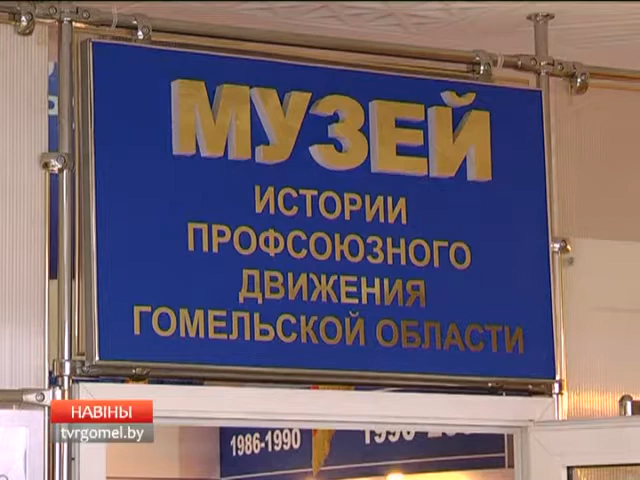 МУЗЕЙ
ИСТОРИИ
ПРОФСОЮЗНОГО
ДВИЖЕНИЯ
ГОМЕЛЬСКОЙ ОБЛАСТИ
НАВІНЫ
tvrgomel.by
1986-1990